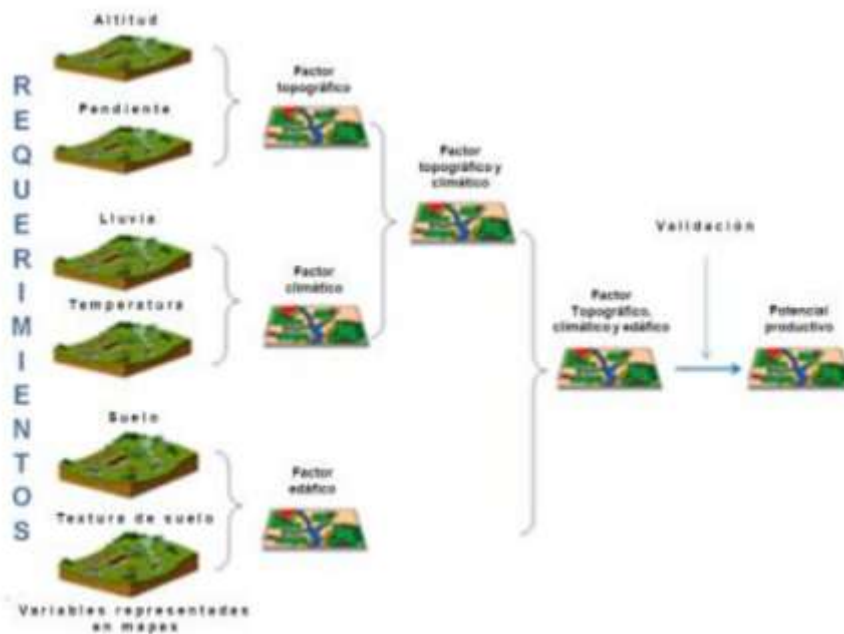 REQUERIMIENTOS
Altitud
Pendiente
Lluvia
Temperatura
Suelo
Textura de suelo
Variables representadas
en mapas
Factor
topográfico
Factor
climático
Factor
edáfico
Factor
topográfico y
climático
Factor
Topográfico,
climático y edáfico
Validación
Potencial
productivo